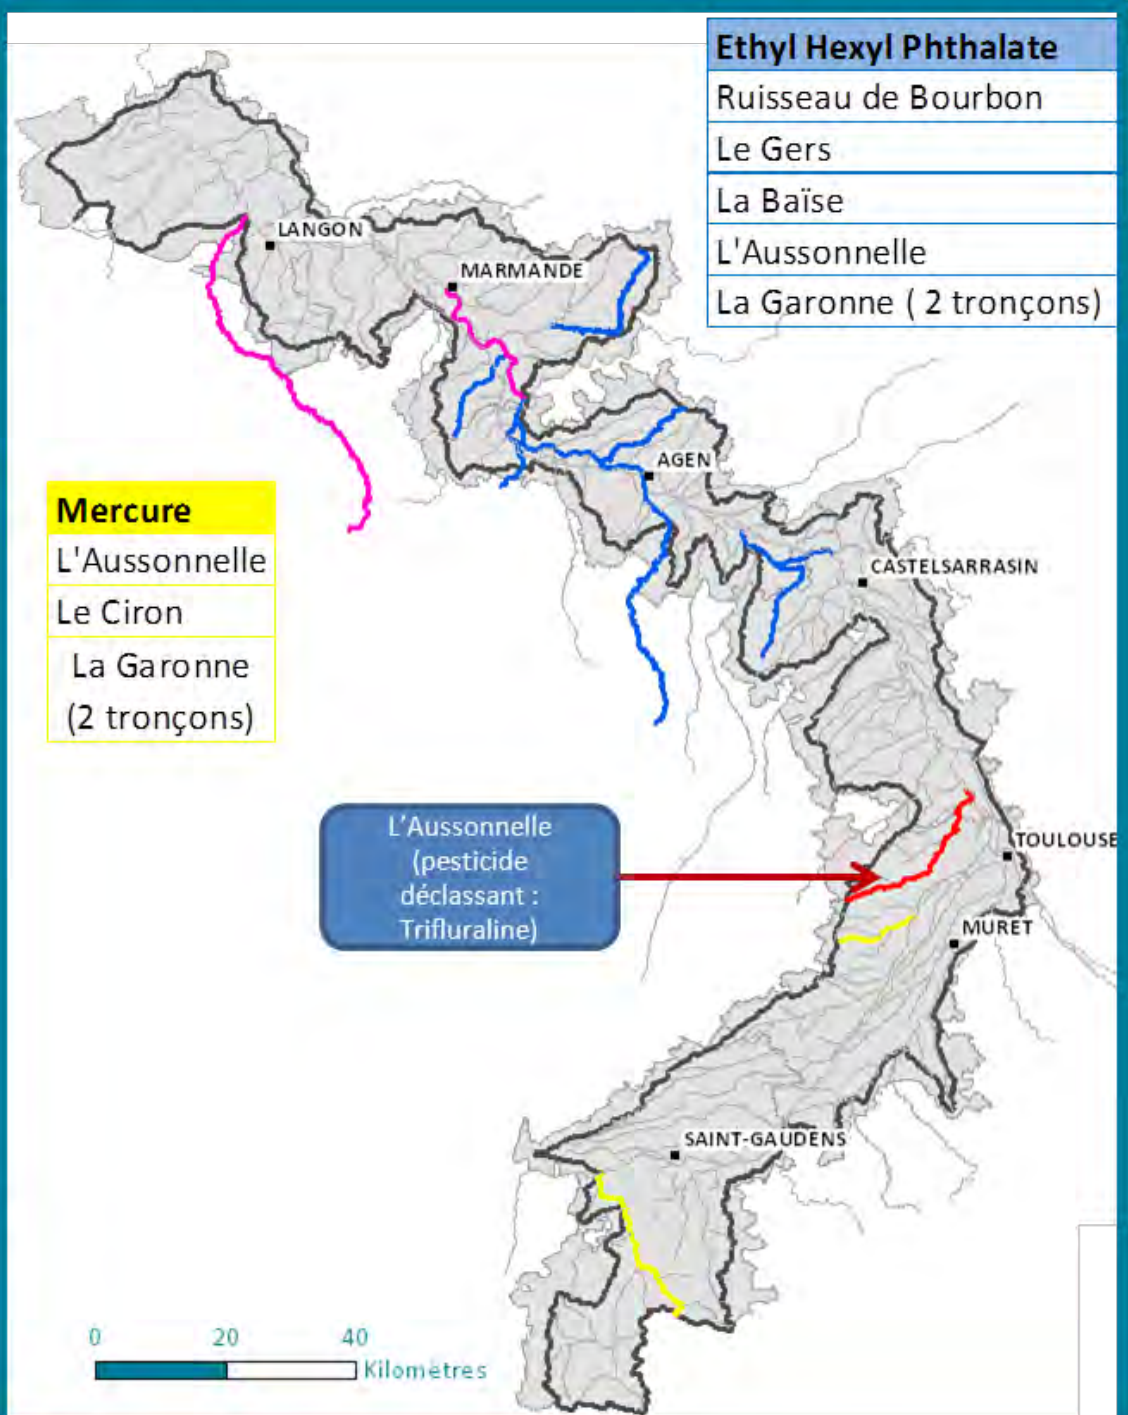 Ethyl Hexyl Phthalate
Ruisseau de Bourbon
Le Gers
La Baïse
L'Aussonnelle
La Garonne ( 2 tronçons)
LANGON
MARMANDE
AGEN
CASTELSARRASIN
Mercure
L'Aussonnelle
Le Ciron
La Garonne
(2 tronçons)
L'Aussonnelle
(pesticide
déclassant :
Trifluraline)
TOULOUSE
MURET
SAINT-GAUDENS
0 20 40
Kilomètres